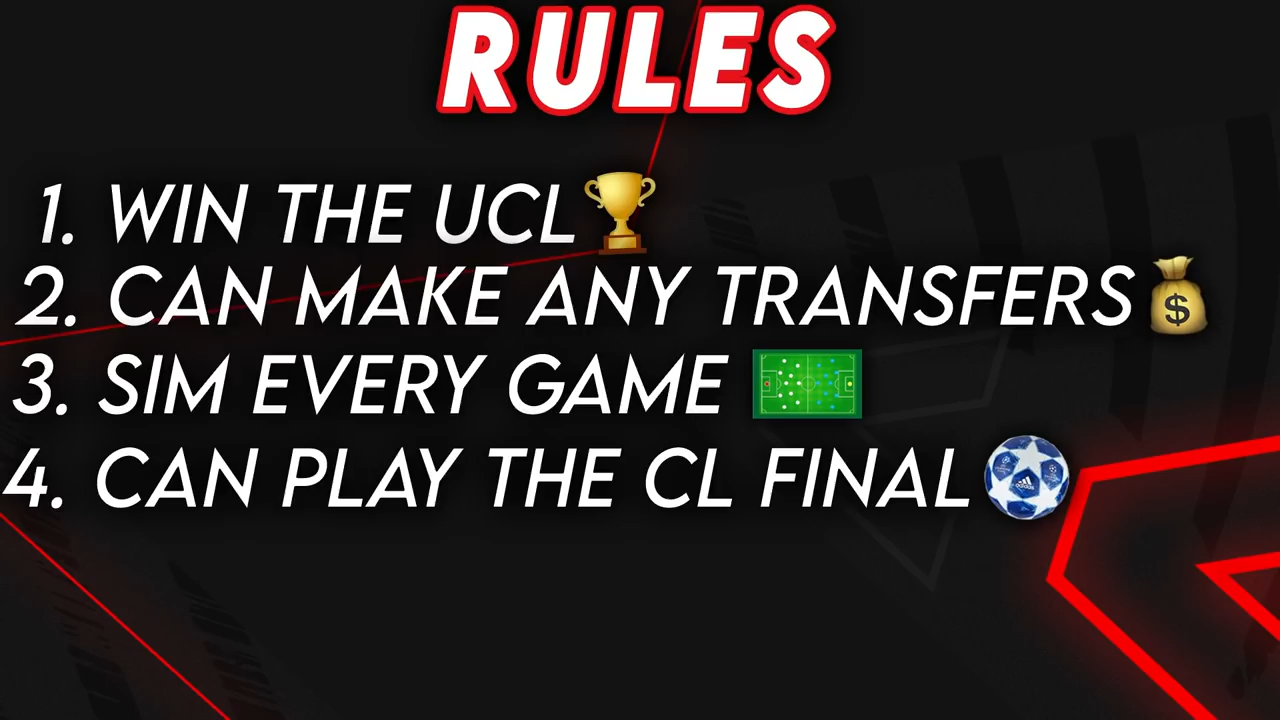 RULES
1. WIN THE UCL🏆
2. CAN MAKE ANY TRANSFERS💰
3. SIM EVERY GAME
4. CAN PLAY THE CL FINAL
adidas